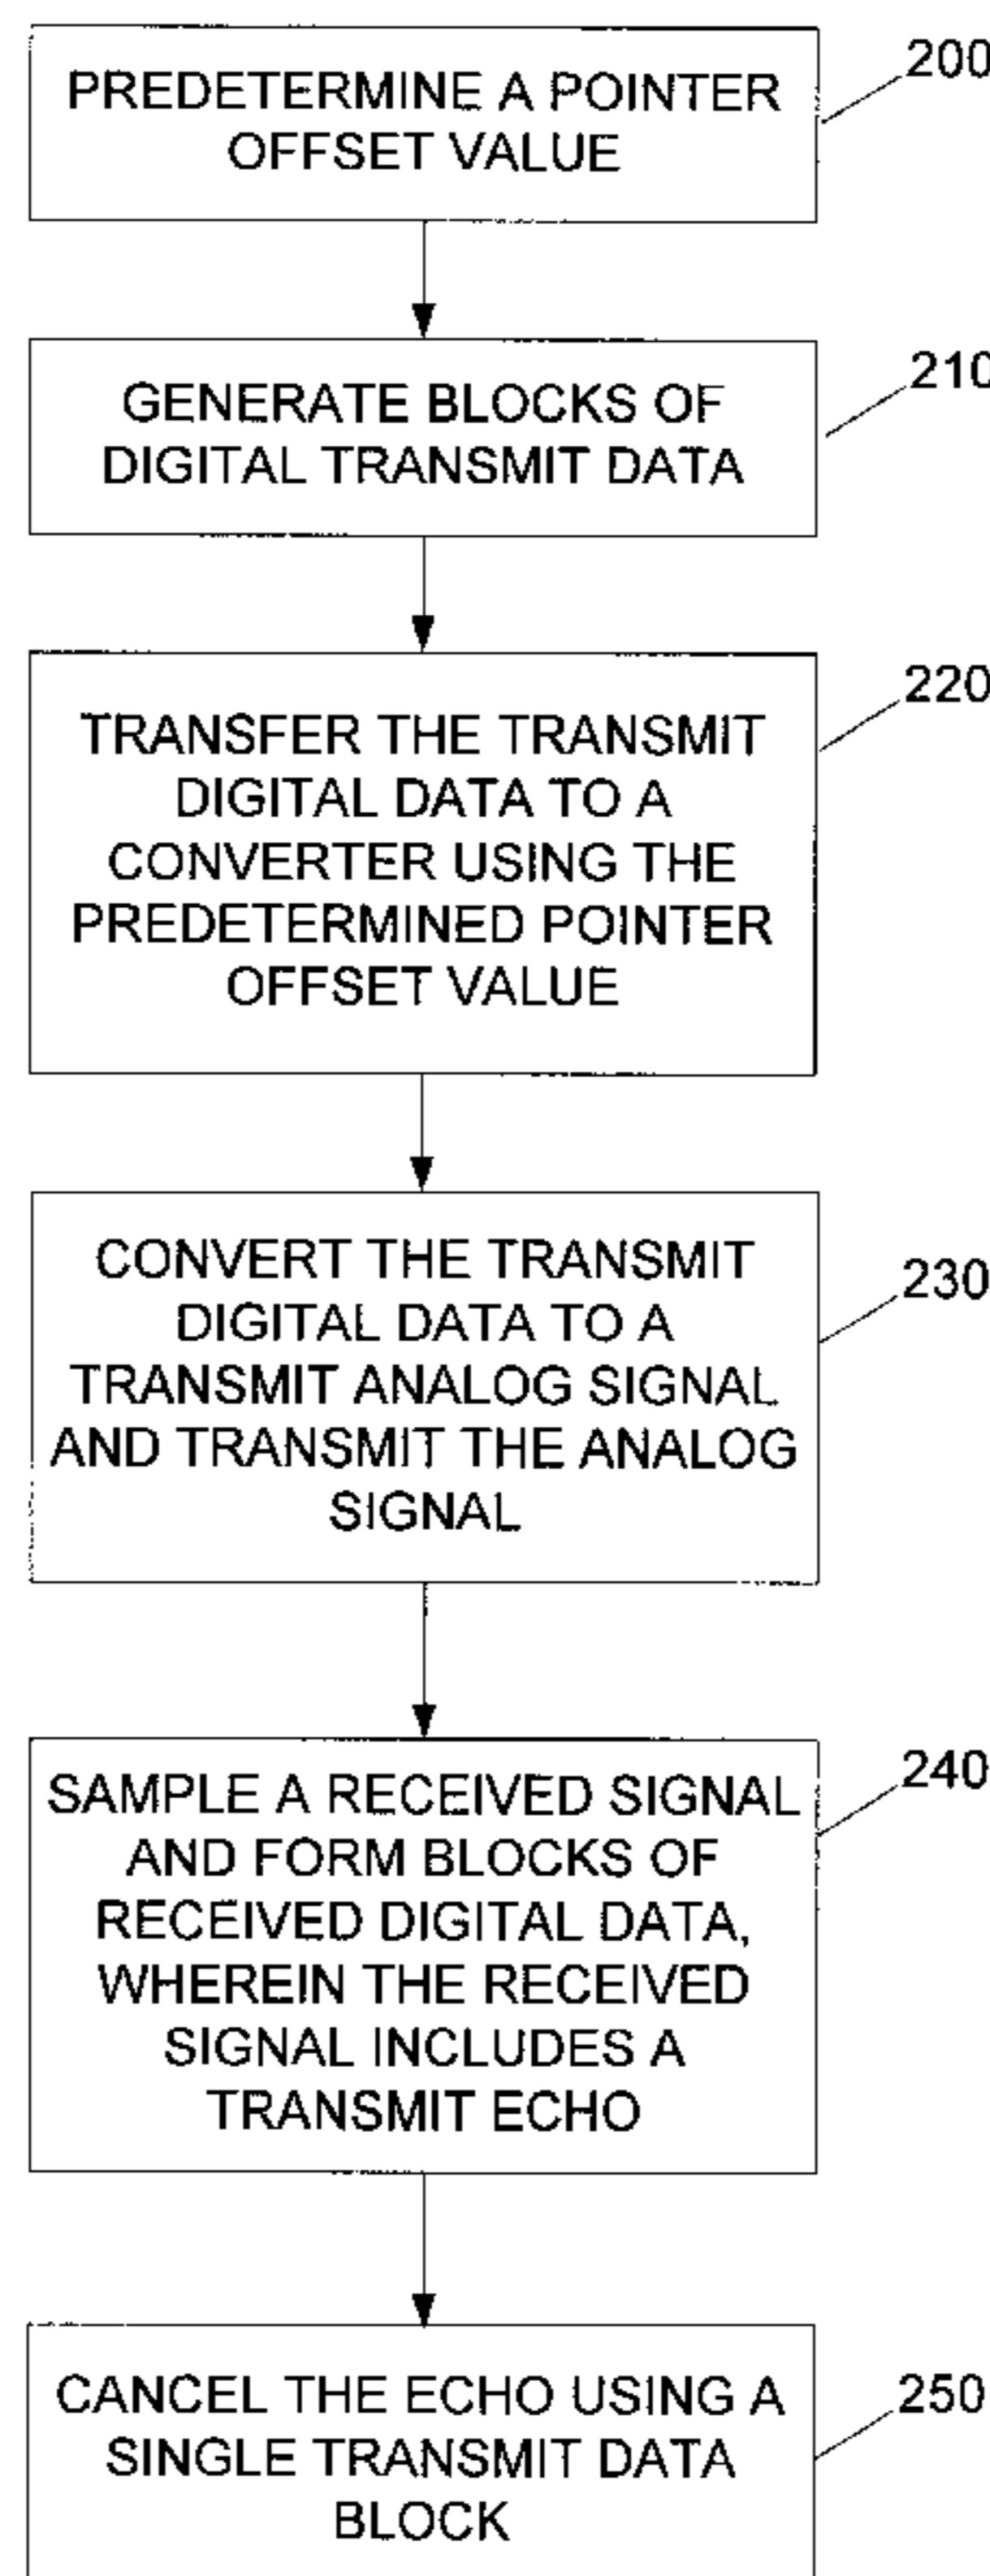 PREDETERMINE A POINTER
OFFSET VALUE
200
GENERATE BLOCKS OF
DIGITAL TRANSMIT DATA
210
TRANSFER THE TRANSMIT
DIGITAL DATA TO A
CONVERTER USING THE
PREDETERMINED POINTER
OFFSET VALUE
220
CONVERT THE TRANSMIT
DIGITAL DATA TO A
TRANSMIT ANALOG SIGNAL
AND TRANSMIT THE ANALOG
SIGNAL
230
SAMPLE A RECEIVED SIGNAL
AND FORM BLOCKS OF
RECEIVED DIGITAL DATA,
WHEREIN THE RECEIVED
SIGNAL INCLUDES A
TRANSMIT ECHO
240
CANCEL THE ECHO USING A
SINGLE TRANSMIT DATA
BLOCK
250